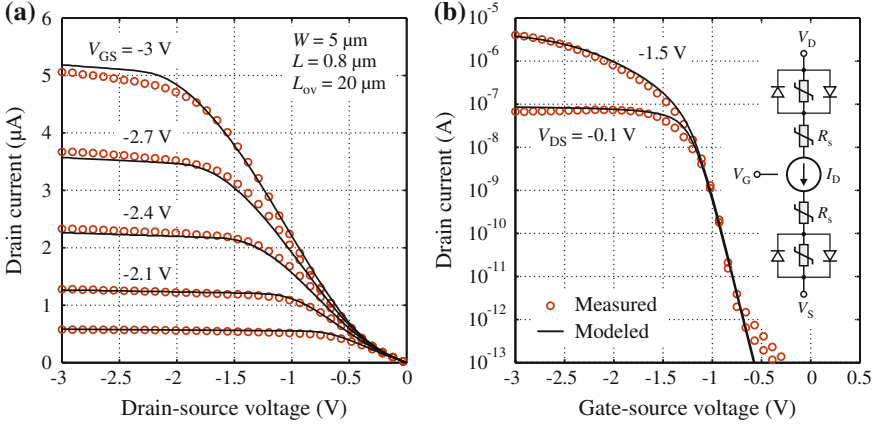 (a)
6
5
4
3
2
1
0
Drain current (μA)
V_GS = -3 V
-2.7 V
-2.4 V
-2.1 V
W = 5 μm
L = 0.8 μm
L_ov = 20 μm
-3 -2.5 -2 -1.5 -1 -0.5 0
Drain-source voltage (V)
(b)
10^-5
10^-6
10^-7
10^-8
10^-9
10^-10
10^-11
10^-12
10^-13
Drain current (A)
-1.5 V
V_DS = -0.1 V
V_D
R_s
V_G
I_D
R_s
V_S
Measured
Modeled
-3 -2.5 -2 -1.5 -1 -0.5 0 0.5
Gate-source voltage (V)